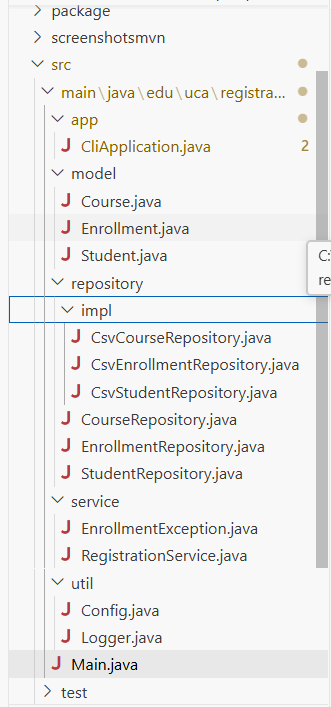 package
screenshotsmvn
src
main\java\edu\uca\registra...
app
CliApplication.java 2
model
Course.java
Enrollment.java
Student.java
C:
re
repository
impl
CsvCourseRepository.java
CsvEnrollmentRepository.java
CsvStudentRepository.java
CourseRepository.java
EnrollmentRepository.java
StudentRepository.java
service
EnrollmentException.java
RegistrationService.java
util
Config.java
Logger.java
Main.java
test